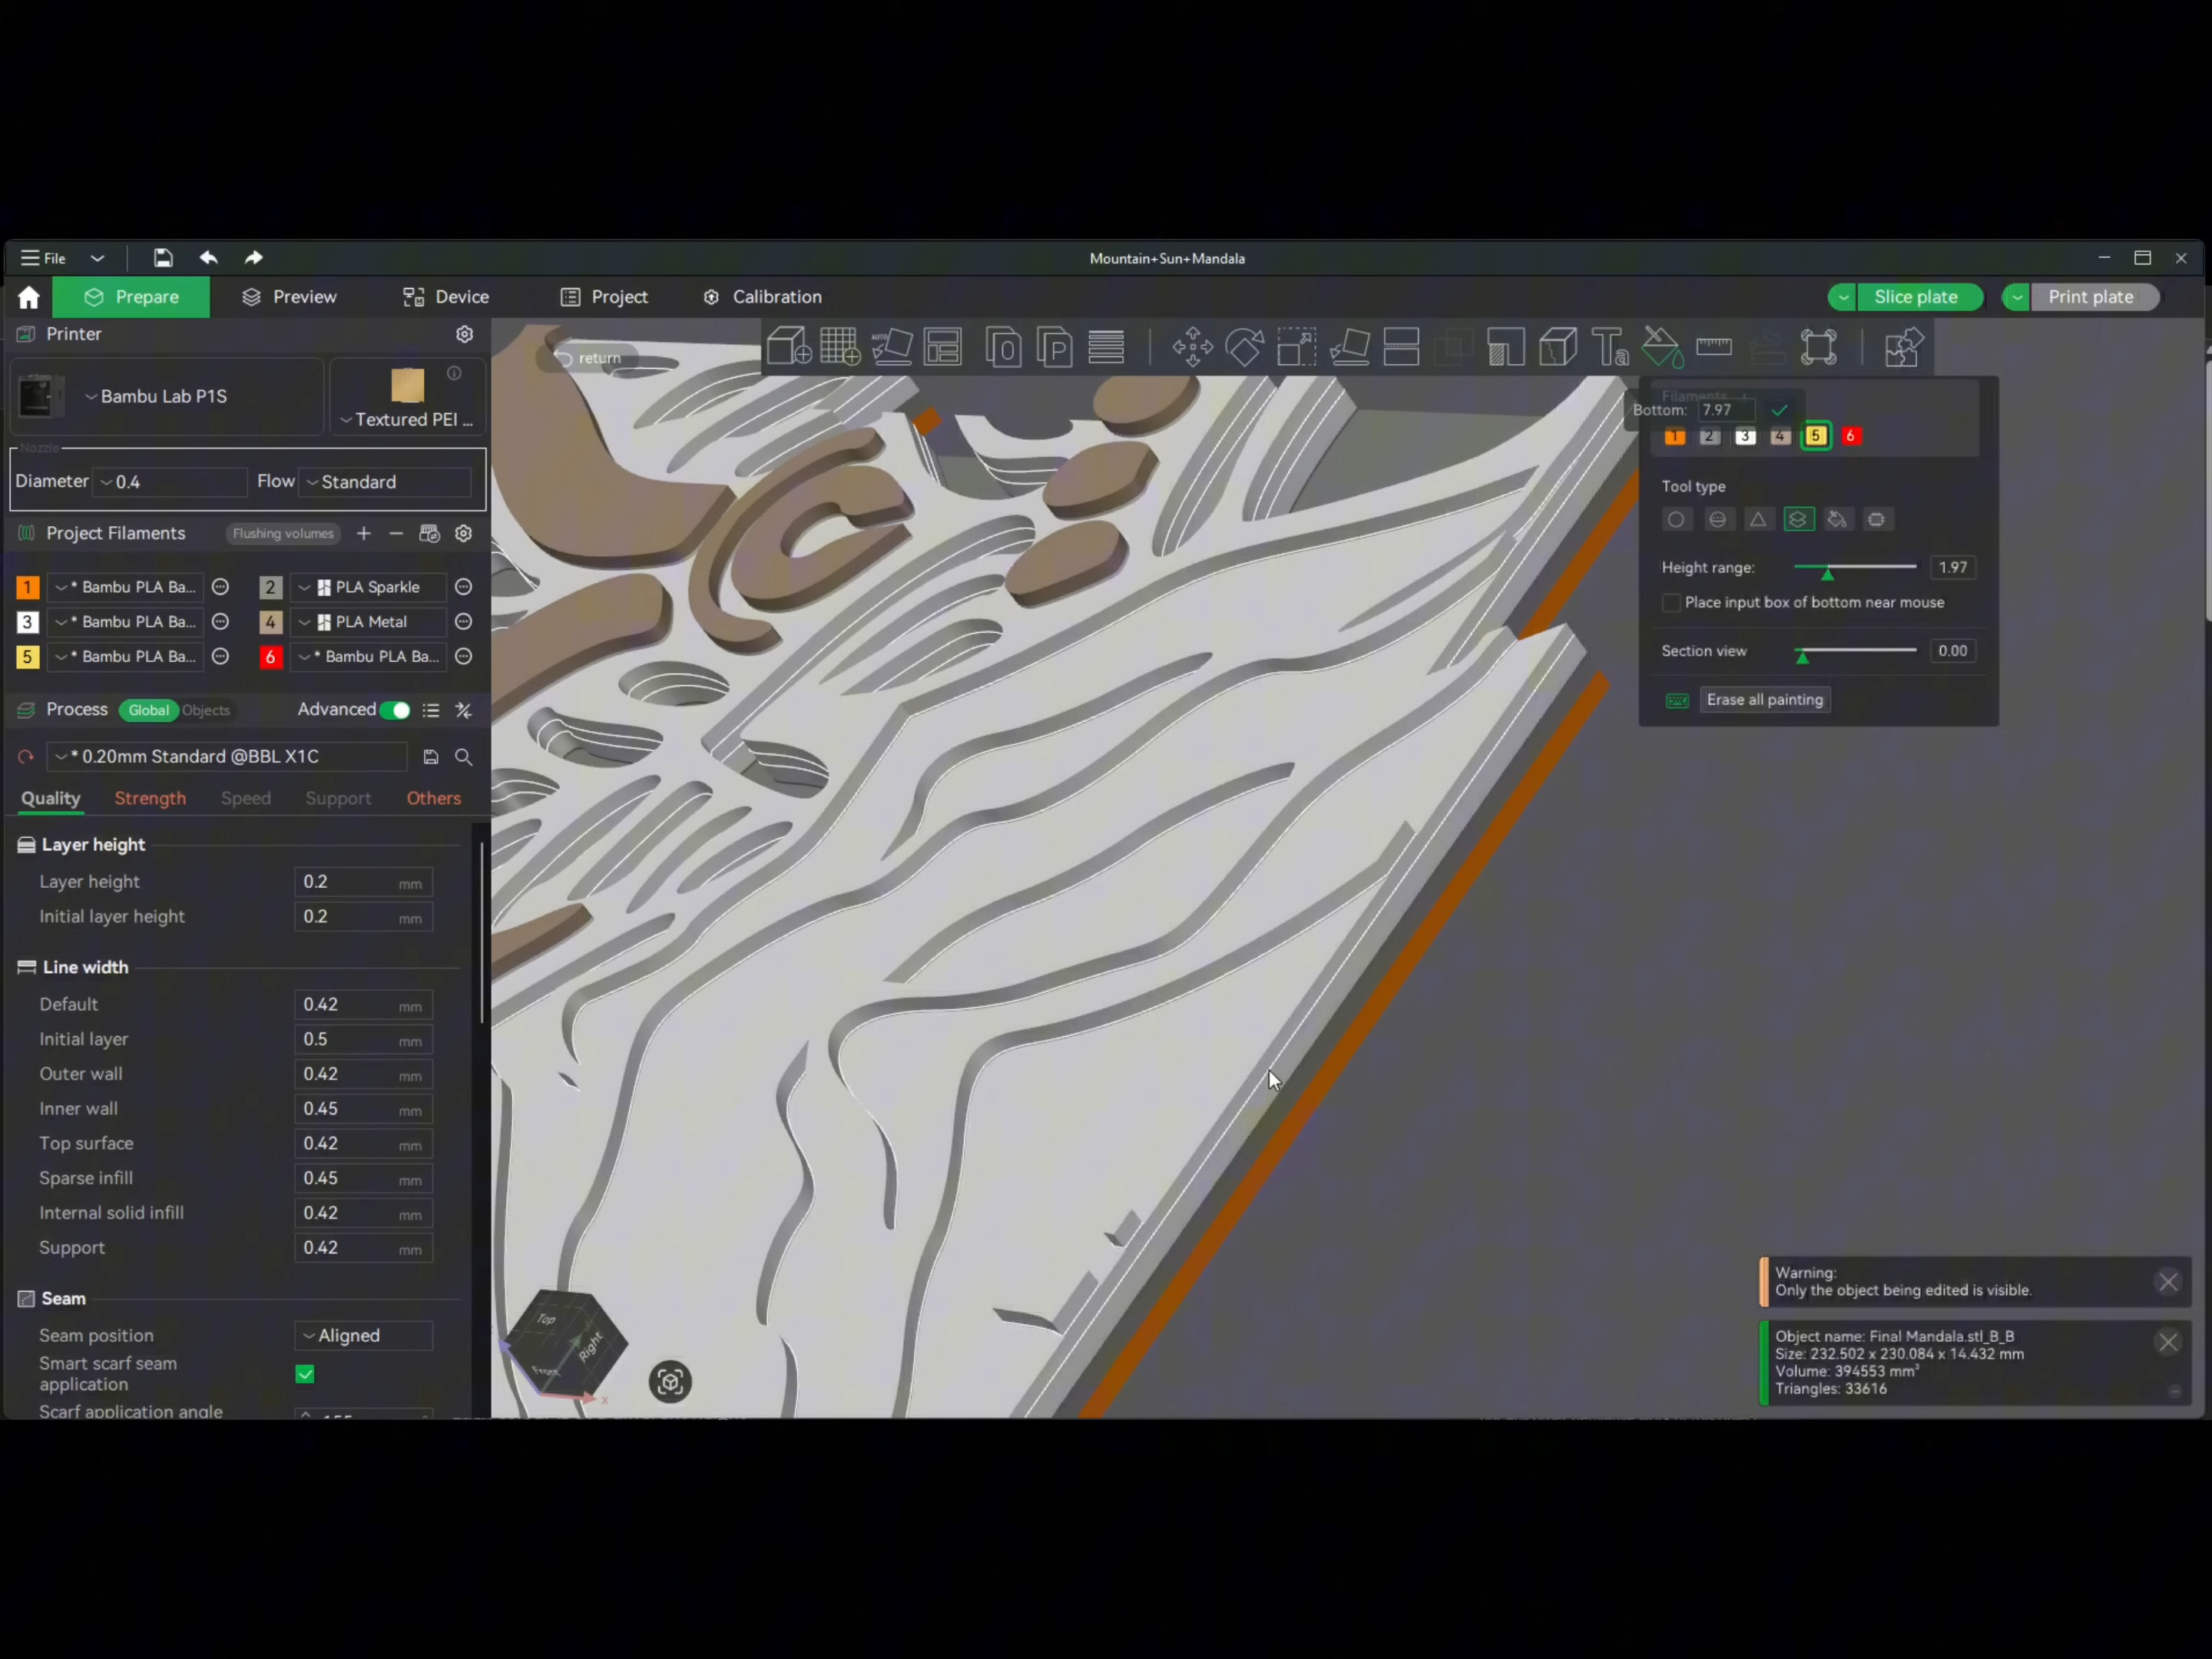 File
Mountain+Sun+Mandala
Prepare
Preview
Device
Project
Calibration
Slice plate
Print plate
Printer
Bambu Lab P1S
Textured PEI ...
Nozzle
Diameter 0.4
Flow Standard
Project Filaments
Flushing volumes
1 * Bambu PLA Ba...
2 PLA Sparkle
3 * Bambu PLA Ba...
4 PLA Metal
5 * Bambu PLA Ba...
6 * Bambu PLA Ba...
Process Global Objects
Advanced
* 0.20mm Standard @BBL X1C
Quality Strength Speed Support Others
Layer height
Layer height 0.2 mm
Initial layer height 0.2 mm
Line width
Default 0.42 mm
Initial layer 0.5 mm
Outer wall 0.42 mm
Inner wall 0.45 mm
Top surface 0.42 mm
Sparse infill 0.45 mm
Internal solid infill 0.42 mm
Support 0.42 mm
Seam
Seam position Aligned
Smart scarf seam
application
Scarf application angle
return
AUTO
Ta
Filaments
Bottom: 7.97
1 2 3 4 5 6
Tool type
Height range: 1.97
Place input box of bottom near mouse
Section view 0.00
Erase all painting
Top
Right
Front
x
Warning:
Only the object being edited is visible.
Object name: Final Mandala.stl_B_B
Size: 232.502 x 230.084 x 14.432 mm
Volume: 394553 mm³
Triangles: 33616